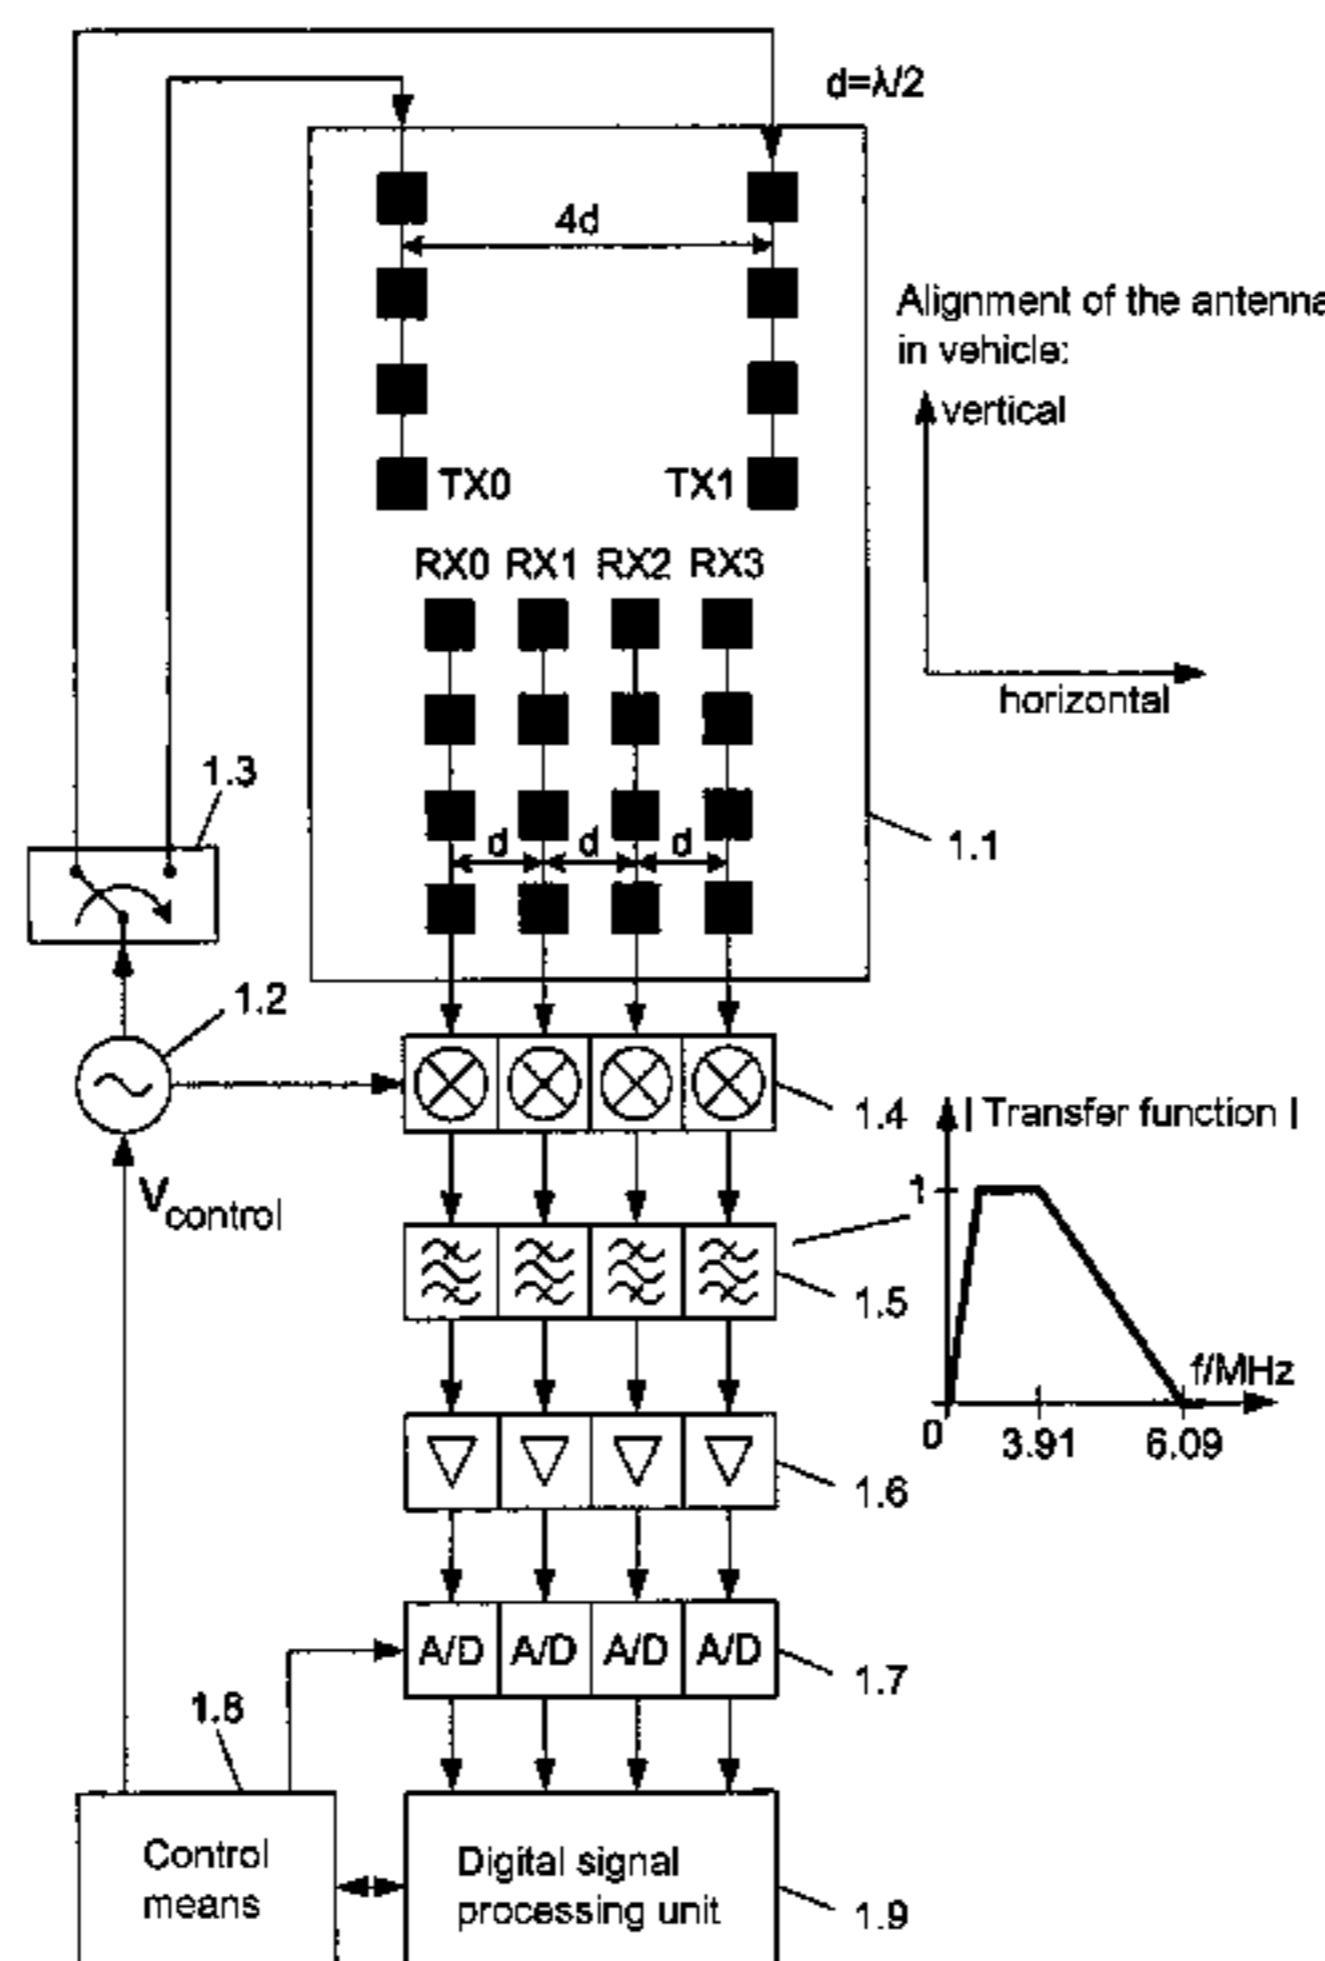 d=λ/2
4d
Alignment of the antenna
in vehicle:
vertical
TX0 TX1
RX0 RX1 RX2 RX3
horizontal
1.3
d d d
1.1
1.2
1.4
| Transfer function |
1
Vcontrol
1.5
f/MHz
0 3.91 6.09
1.6
A/D A/D A/D A/D
1.7
1.8
Control
means
Digital signal
processing unit
1.9